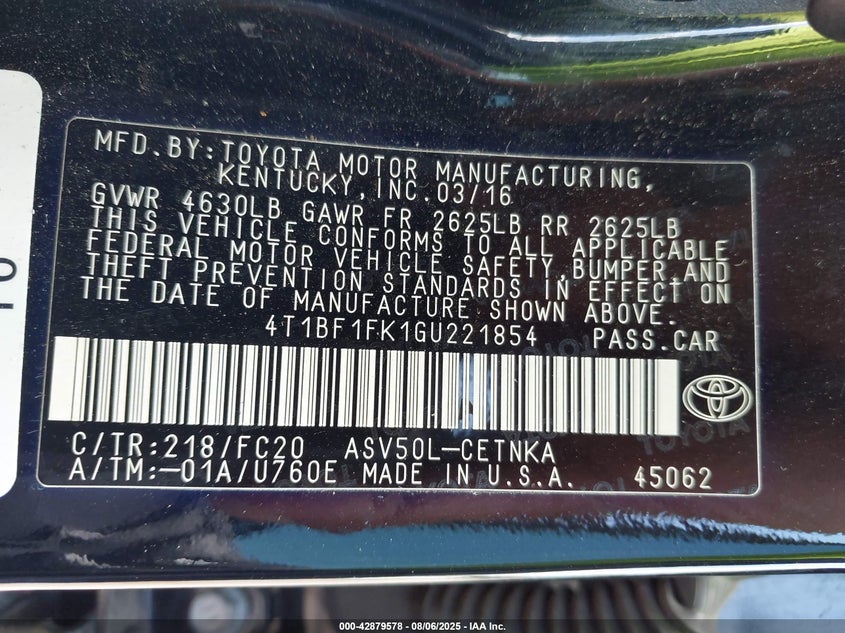 MFD.BY:TOYOTA MOTOR MANUFACTURING,
KENTUCKY,INC.03/16
GVWR 4630LB GAWR FR 2625LB RR 2625LB
THIS VEHICLE CONFORMS TO ALL APPLICABLE
FEDERAL MOTOR VEHICLE SAFETY,BUMPER,AND
THEFT PREVENTION STANDARDS IN EFFECT ON
THE DATE OF MANUFACTURE SHOWN ABOVE.
4T1BF1FK1GU221854 PASS.CAR
C/TR:218/FC20 ASV50L-CETNKA
A/TM:-01A/U760E MADE IN U.S.A. 45062
TOYOTA
000-42879578 - 08/06/2025 - IAA Inc.